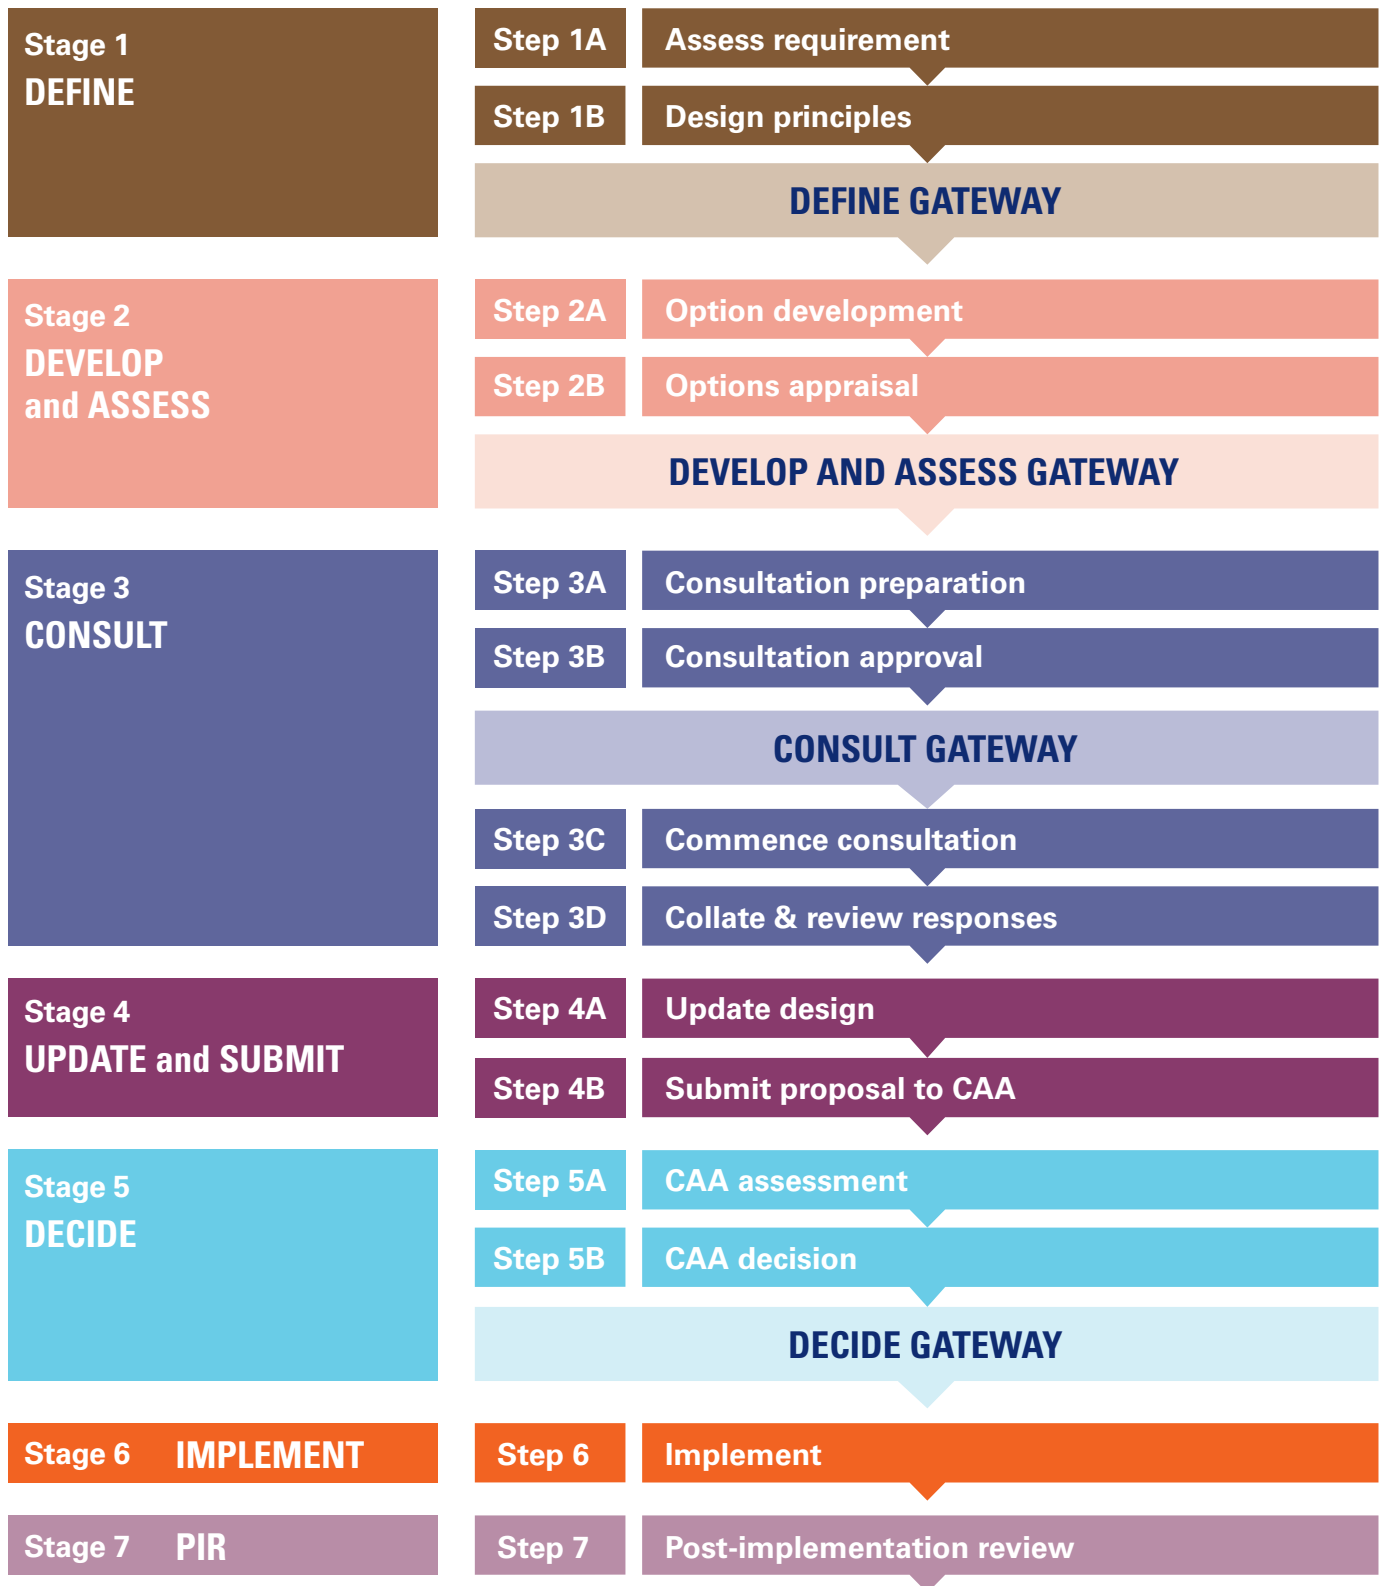 Stage 1
DEFINE
Step 1A Assess requirement
Step 1B Design principles
DEFINE GATEWAY
Stage 2
DEVELOP
and ASSESS
Step 2A Option development
Step 2B Options appraisal
DEVELOP AND ASSESS GATEWAY
Stage 3
CONSULT
Step 3A Consultation preparation
Step 3B Consultation approval
CONSULT GATEWAY
Step 3C Commence consultation
Step 3D Collate & review responses
Stage 4
UPDATE and SUBMIT
Step 4A Update design
Step 4B Submit proposal to CAA
Stage 5
DECIDE
Step 5A CAA assessment
Step 5B CAA decision
DECIDE GATEWAY
Stage 6 IMPLEMENT
Step 6 Implement
Stage 7 PIR
Step 7 Post-implementation review